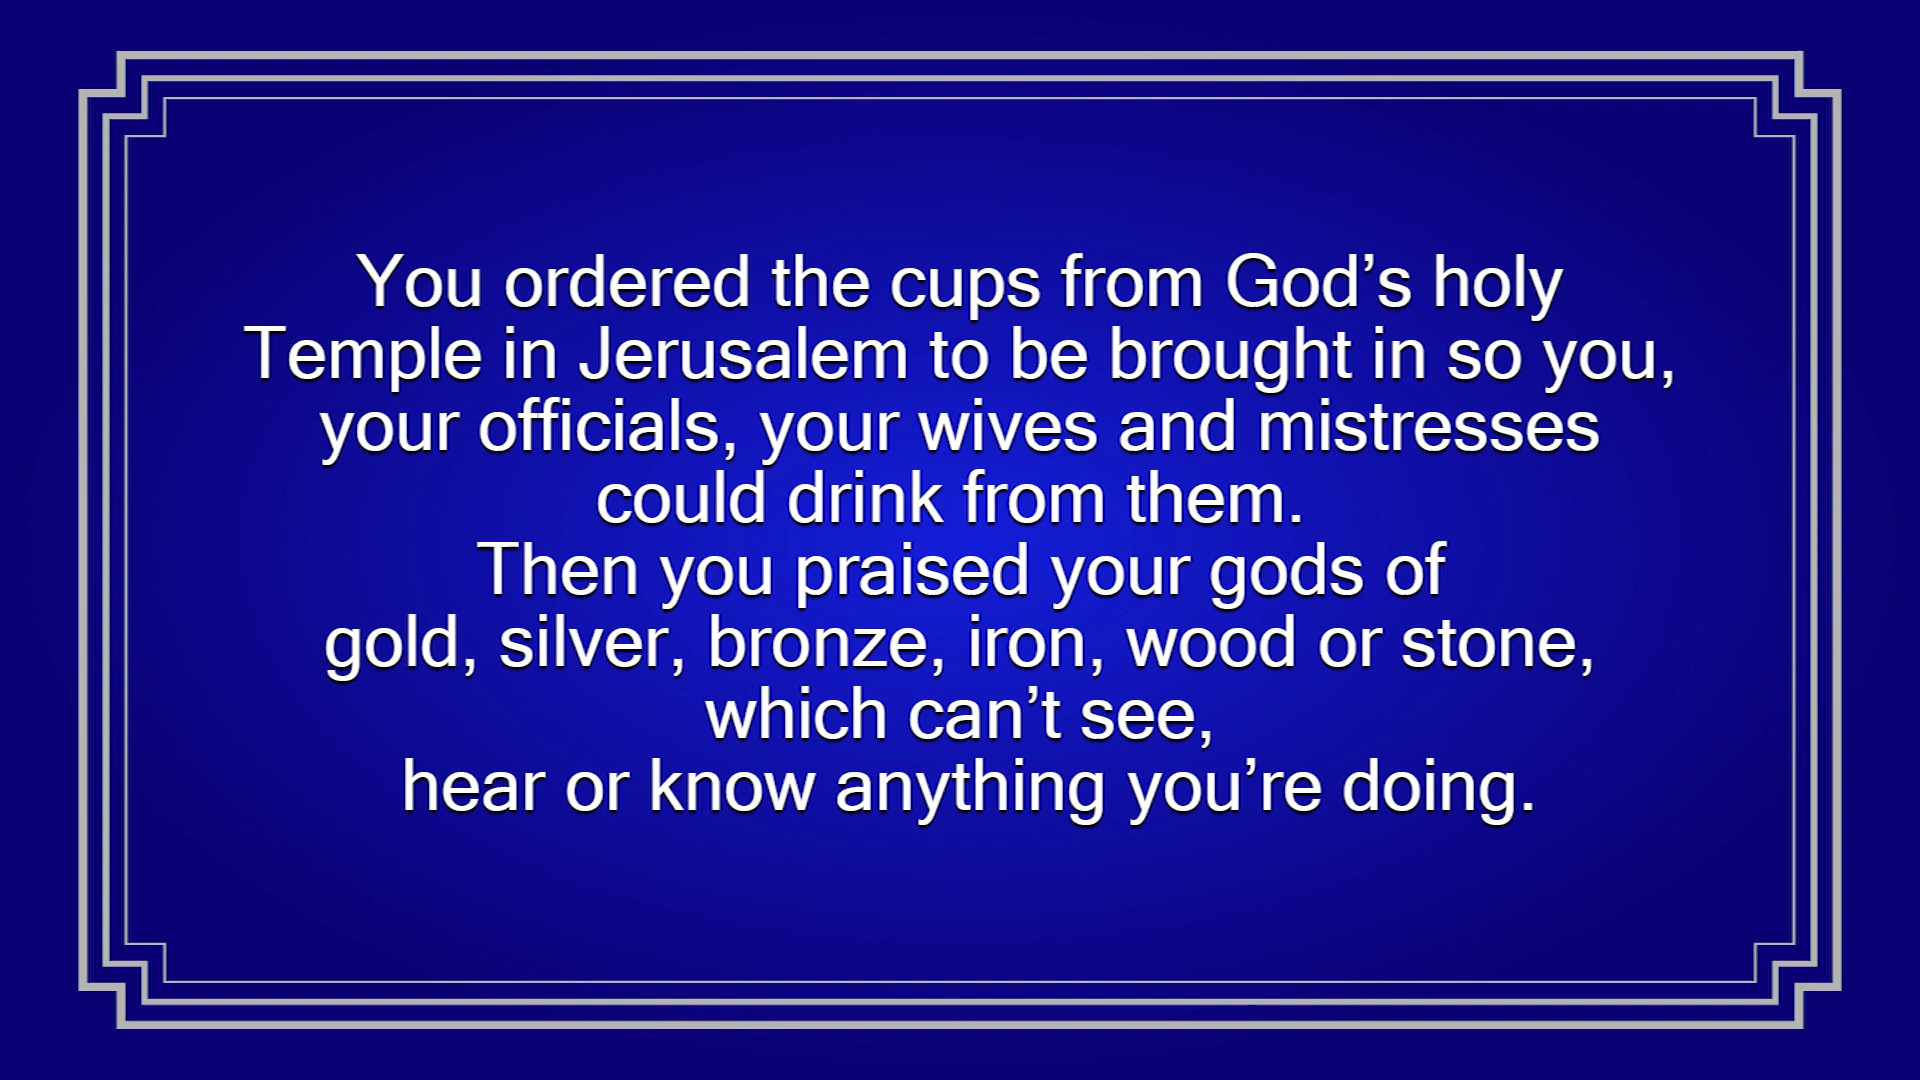 You ordered the cups from God’s holy
Temple in Jerusalem to be brought in so you,
your officials, your wives and mistresses
could drink from them.
Then you praised your gods of
gold, silver, bronze, iron, wood or stone,
which can’t see,
hear or know anything you’re doing.